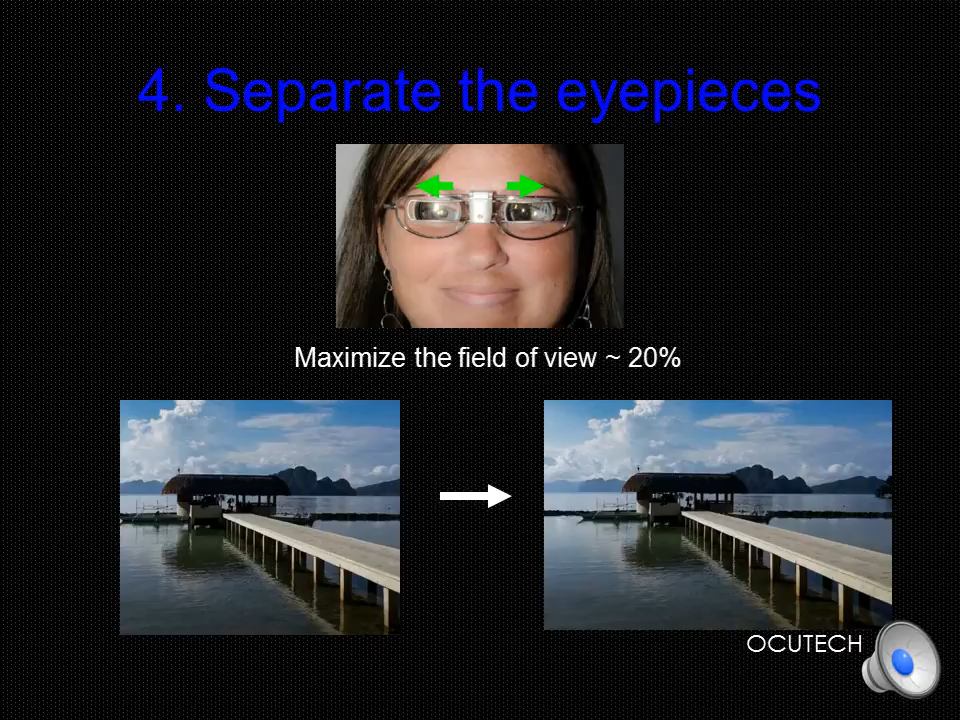 4. Separate the eyepieces
Maximize the field of view ~ 20%
OCUTECH